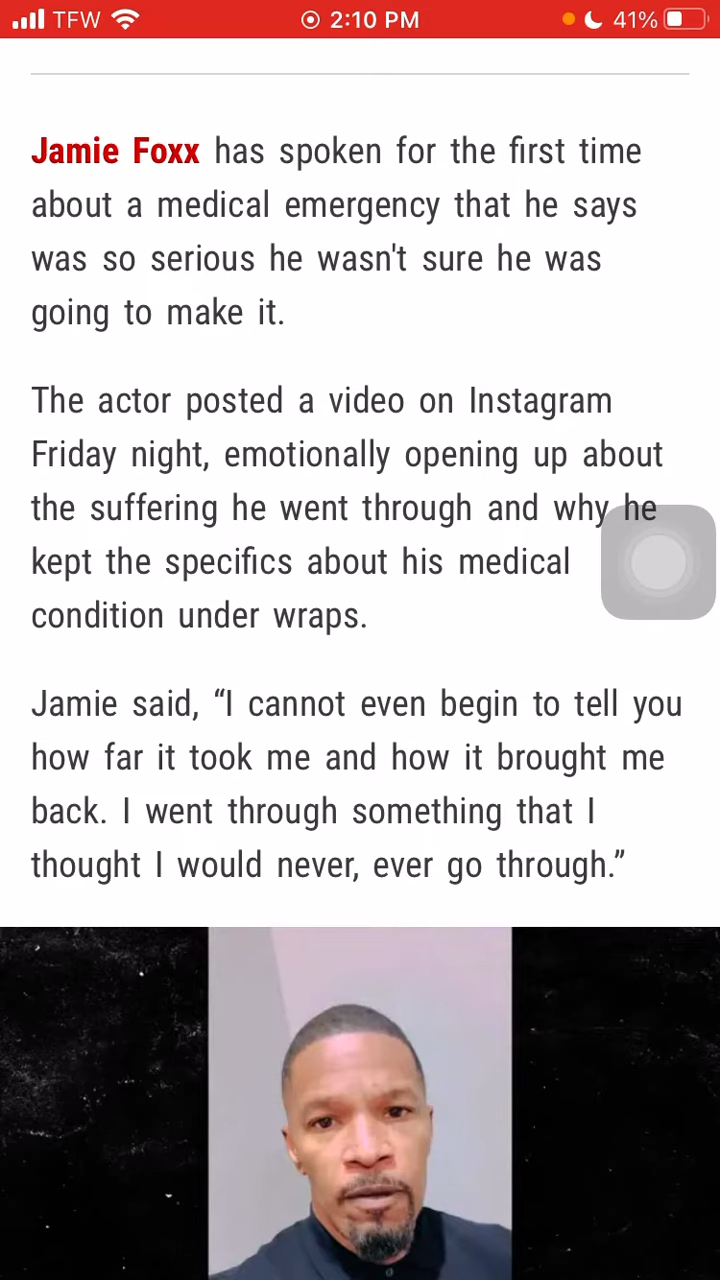 TFW 2:10 PM 41%
Jamie Foxx has spoken for the first time
about a medical emergency that he says
was so serious he wasn't sure he was
going to make it.
The actor posted a video on Instagram
Friday night, emotionally opening up about
the suffering he went through and why he
kept the specifics about his medical
condition under wraps.
Jamie said, “I cannot even begin to tell you
how far it took me and how it brought me
back. I went through something that I
thought I would never, ever go through.”